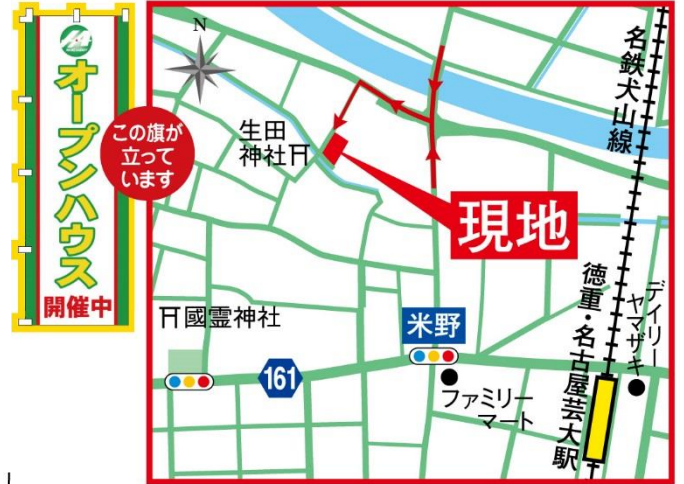 オープンハウス
開催中
この旗が
立って
います
N
生田
神社
現地
名鉄犬山線
國霊神社
161
米野
ファミリー
マート
徳重・名古屋芸大駅
デイリー
ヤマザキ